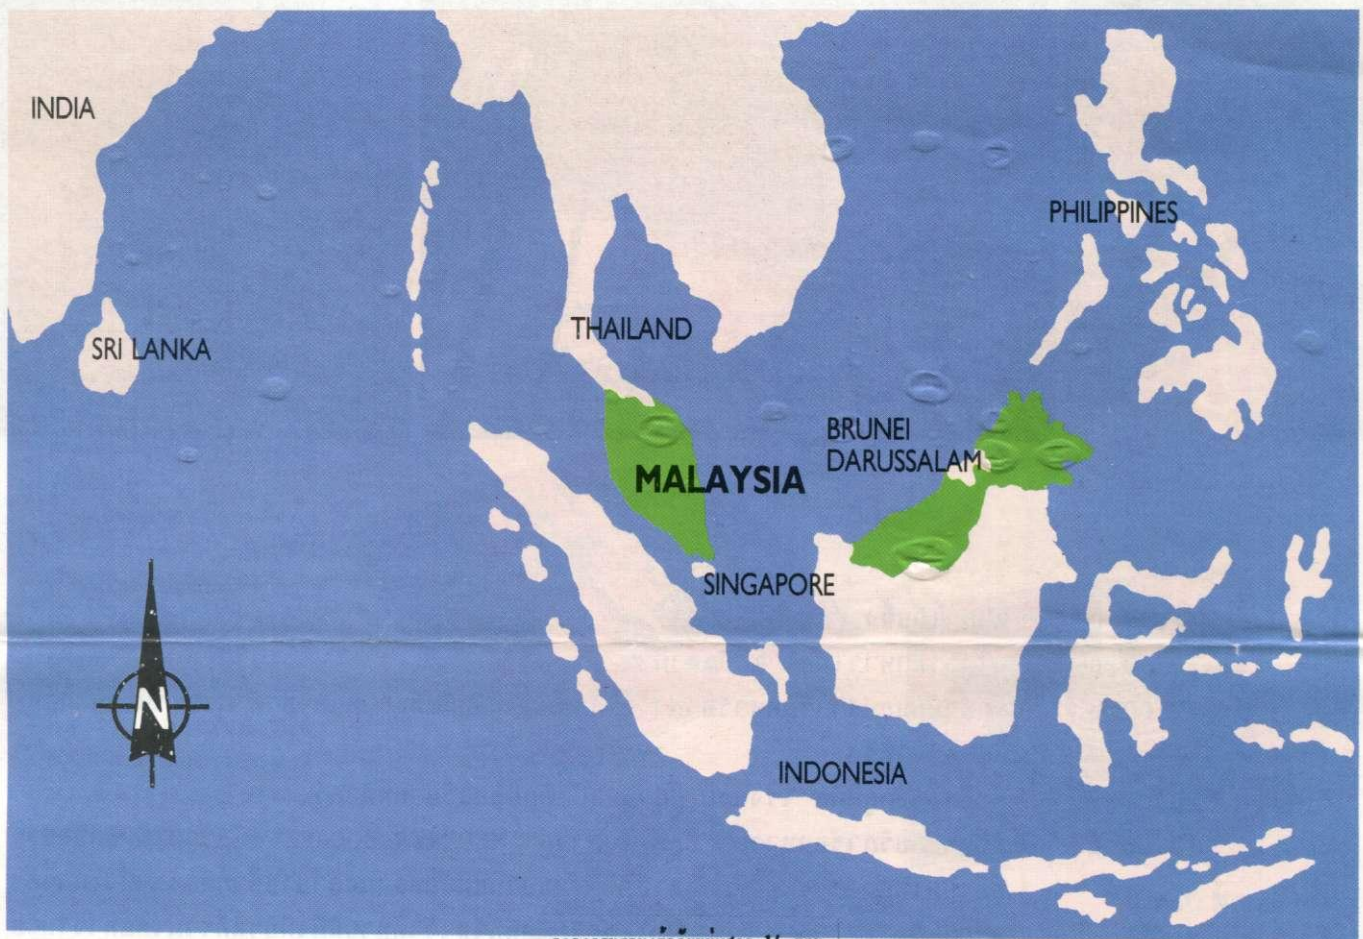 INDIA
PHILIPPINES
THAILAND
SRI LANKA
BRUNEI
DARUSSALAM
MALAYSIA
SINGAPORE
N
INDONESIA